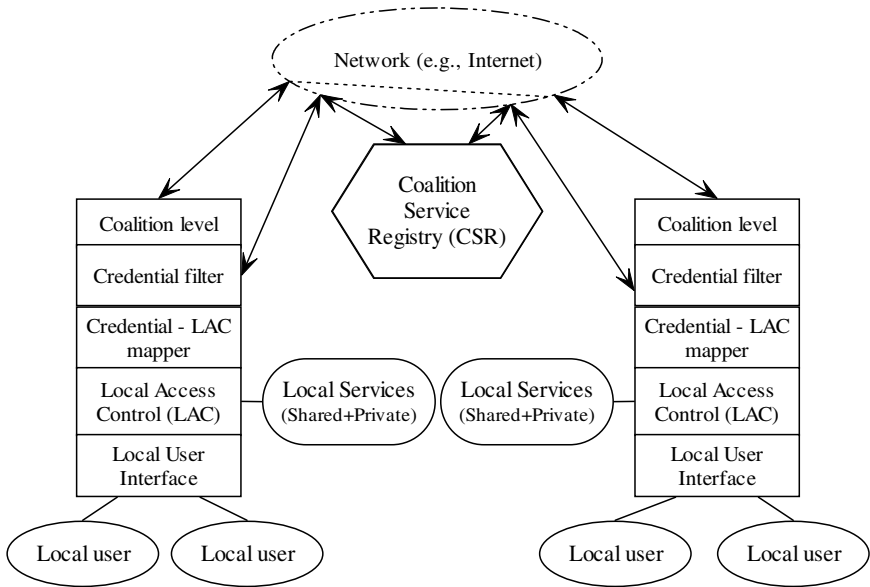 Network (e.g., Internet)
Coalition
Service
Registry (CSR)
Coalition level
Credential filter
Credential - LAC
mapper
Local Access
Control (LAC)
Local User
Interface
Local Services
(Shared+Private)
Local user
Local user
Local Services
(Shared+Private)
Coalition level
Credential filter
Credential - LAC
mapper
Local Access
Control (LAC)
Local User
Interface
Local user
Local user